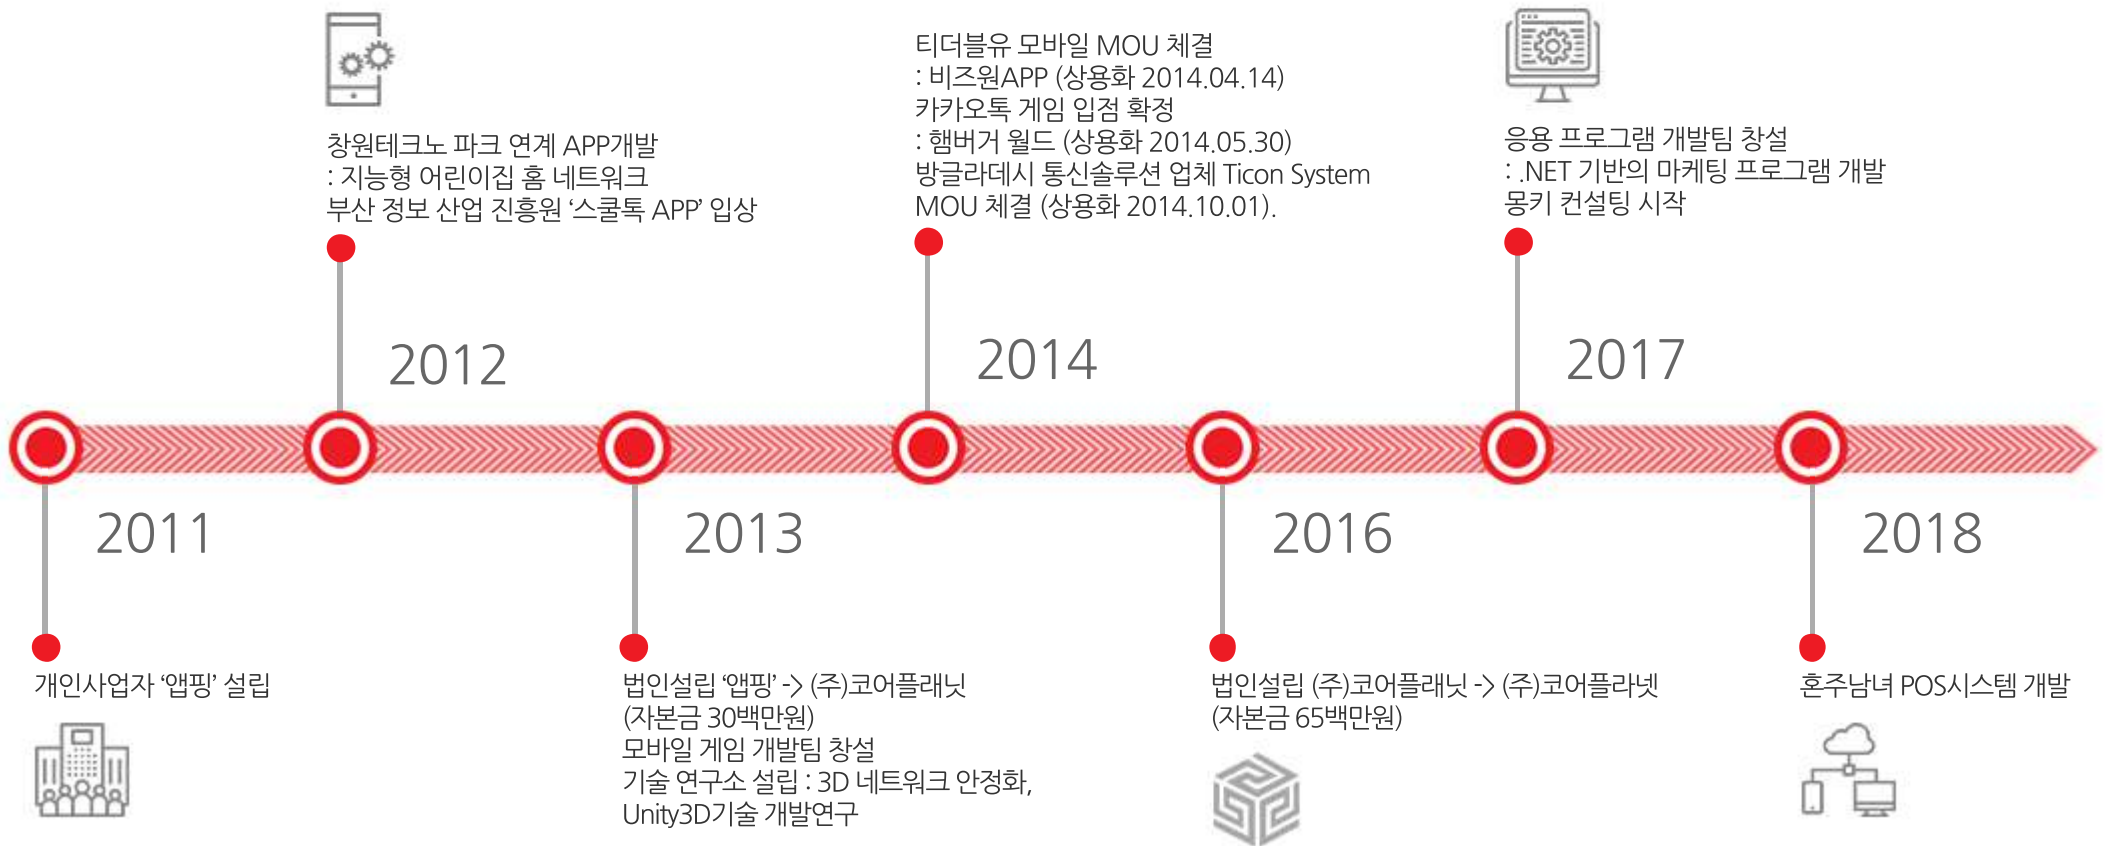 2011
개인사업자 ‘앱핑’ 설립
창원테크노 파크 연계 APP개발
: 지능형 어린이집 홈 네트워크
부산 정보 산업 진흥원 ‘스쿨톡 APP’ 입상
2012
2013
법인설립 ‘앱핑’ -> (주)코어플래닛
(자본금 30백만원)
모바일 게임 개발팀 창설
기술 연구소 설립 : 3D 네트워크 안정화,
Unity3D기술 개발연구
티더블유 모바일 MOU 체결
: 비즈원APP (상용화 2014.04.14)
카카오톡 게임 입점 확정
: 햄버거 월드 (상용화 2014.05.30)
방글라데시 통신솔루션 업체 Ticon System
MOU 체결 (상용화 2014.10.01).
2014
2016
법인설립 (주)코어플래닛 -> (주)코어플라넷
(자본금 65백만원)
응용 프로그램 개발팀 창설
: .NET 기반의 마케팅 프로그램 개발
몽키 컨설팅 시작
2017
2018
혼주남녀 POS시스템 개발